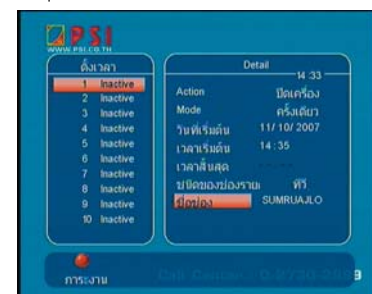 PSI
WWW.PSI.CO.TH
ตั้งเวลา
1 Inactive
2 Inactive
3 Inactive
4 Inactive
5 Inactive
6 Inactive
7 Inactive
8 Inactive
9 Inactive
10 Inactive
Detail
14 :33
Action ปิดเครื่อง
Mode ครั้งเดียว
วันที่เริ่มต้น 11/ 10/ 2007
เวลาเริ่มต้น 14 : 35
เวลาสิ้นสุด
ชนิดของช่องราย ทีวี
ชื่อช่อง SUMRUAJLO
ภาระงาน